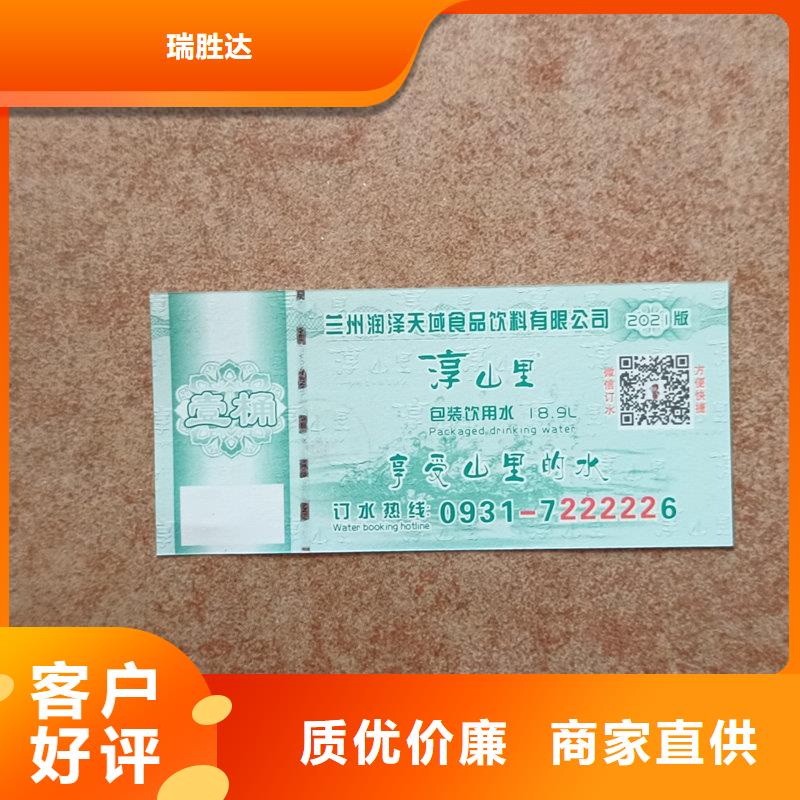 瑞胜达
兰州润泽天域食品饮料有限公司 2021版
淳山里
包装饮用水 18.9L
Packaged drinking water
微信订水
方便快捷
壹桶
享受山里的水
订水热线:
Water booking hotline
0931-7222226
客户
好评
质优价廉 商家直供